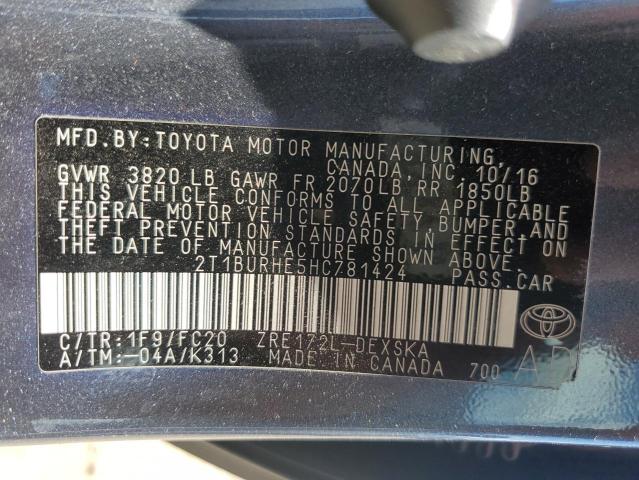 MFD. BY: TOYOTA MOTOR MANUFACTURING,
CANADA, INC. 10/16
GVWR 3820 LB GAWR FR 2070LB RR 1850LB
THIS VEHICLE CONFORMS TO ALL APPLICABLE
FEDERAL MOTOR VEHICLE SAFETY, BUMPER, AND
THEFT PREVENTION STANDARDS IN EFFECT ON
THE DATE OF MANUFACTURE SHOWN ABOVE.
2T1BURHE5HC781424 PASS.CAR
C/TR: 1F9/FC20 ZRE172L-DEXSKA
A/TM: -04A/K313 MADE IN CANADA 700